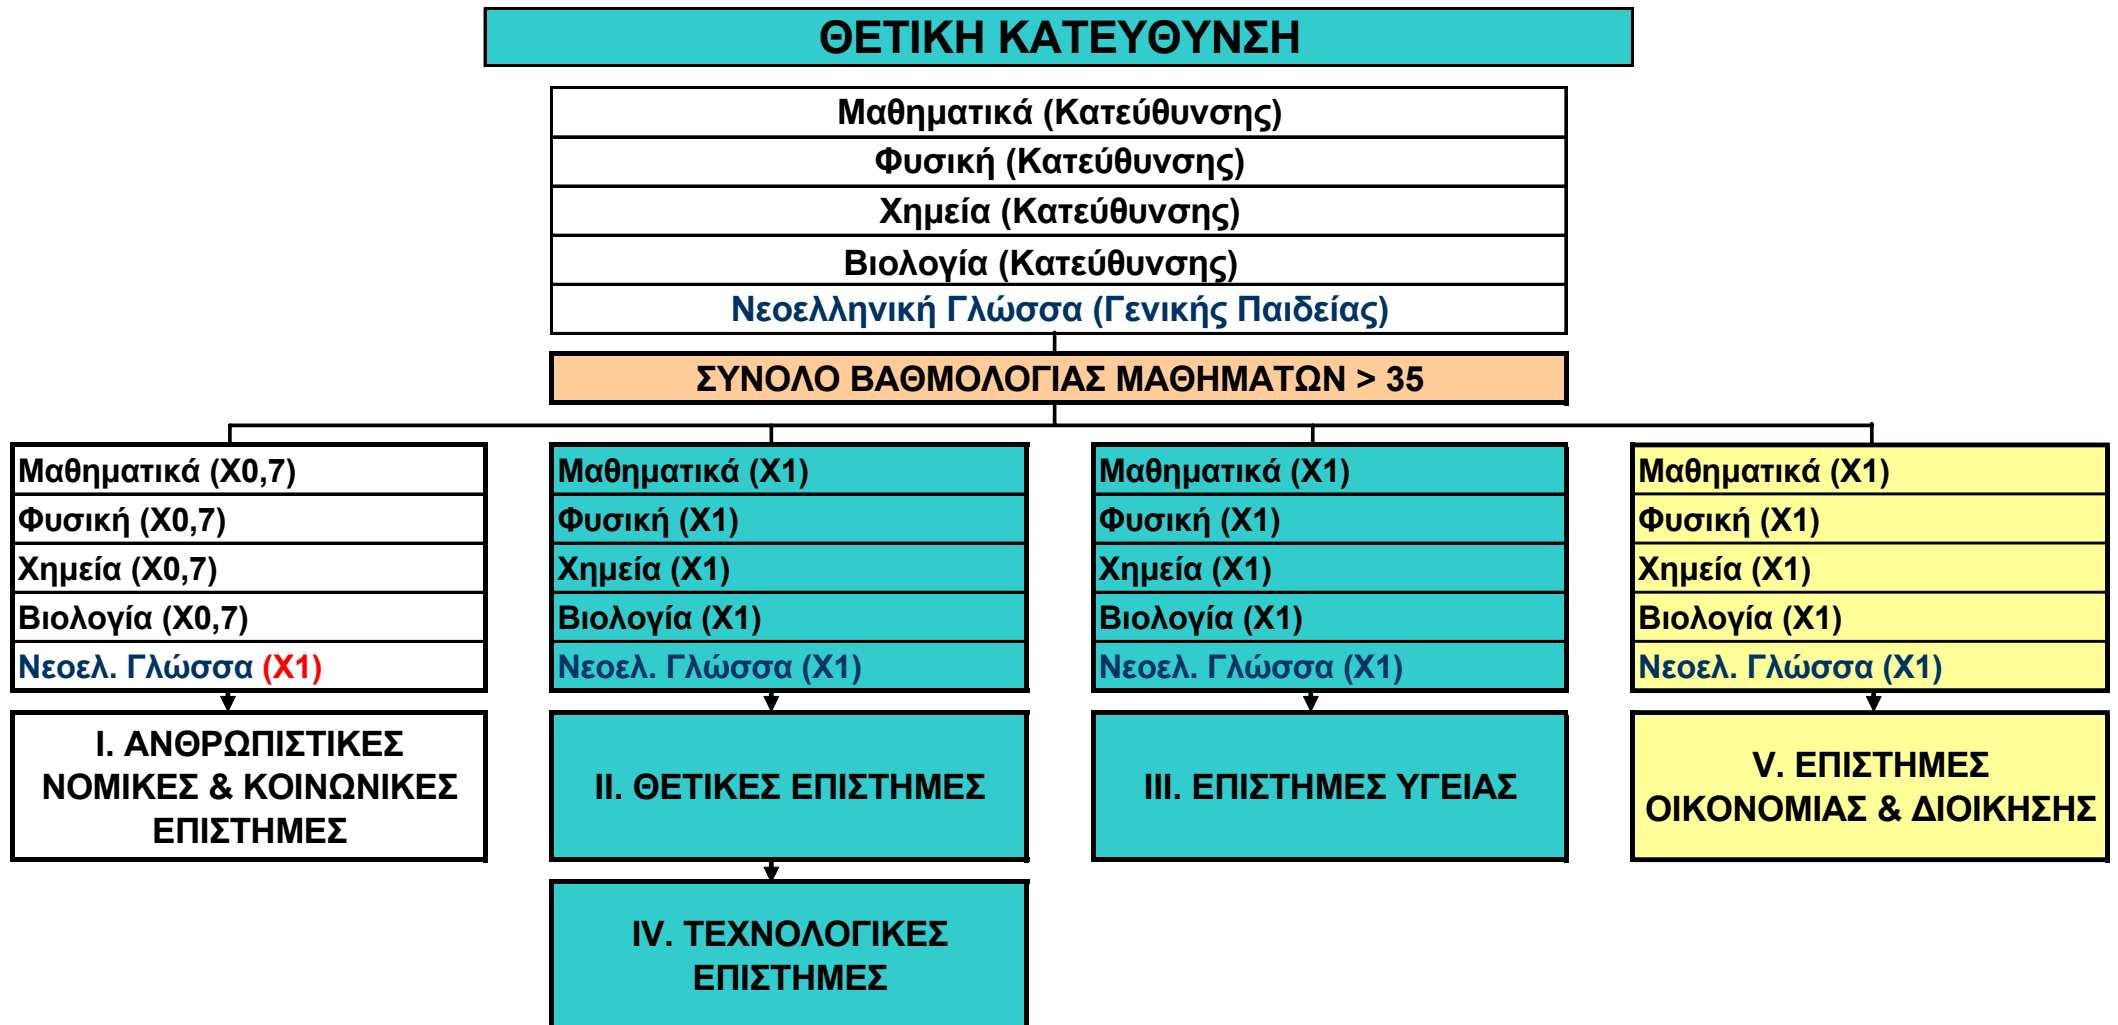 ΘΕΤΙΚΗ ΚΑΤΕΥΘΥΝΣΗ
Μαθηματικά (Κατεύθυνσης)
Φυσική (Κατεύθυνσης)
Χημεία (Κατεύθυνσης)
Βιολογία (Κατεύθυνσης)
Νεοελληνική Γλώσσα (Γενικής Παιδείας)
ΣΥΝΟΛΟ ΒΑΘΜΟΛΟΓΙΑΣ ΜΑΘΗΜΑΤΩΝ > 35
Μαθηματικά (Χ0,7)
Φυσική (Χ0,7)
Χημεία (Χ0,7)
Βιολογία (Χ0,7)
Νεοελ. Γλώσσα (Χ1)
Ι. ΑΝΘΡΩΠΙΣΤΙΚΕΣ
ΝΟΜΙΚΕΣ & ΚΟΙΝΩΝΙΚΕΣ
ΕΠΙΣΤΗΜΕΣ
Μαθηματικά (Χ1)
Φυσική (Χ1)
Χημεία (Χ1)
Βιολογία (Χ1)
Νεοελ. Γλώσσα (Χ1)
ΙΙ. ΘΕΤΙΚΕΣ ΕΠΙΣΤΗΜΕΣ
IV. ΤΕΧΝΟΛΟΓΙΚΕΣ
ΕΠΙΣΤΗΜΕΣ
Μαθηματικά (Χ1)
Φυσική (Χ1)
Χημεία (Χ1)
Βιολογία (Χ1)
Νεοελ. Γλώσσα (Χ1)
ΙΙΙ. ΕΠΙΣΤΗΜΕΣ ΥΓΕΙΑΣ
Μαθηματικά (Χ1)
Φυσική (Χ1)
Χημεία (Χ1)
Βιολογία (Χ1)
Νεοελ. Γλώσσα (Χ1)
V. ΕΠΙΣΤΗΜΕΣ
ΟΙΚΟΝΟΜΙΑΣ & ΔΙΟΙΚΗΣΗΣ